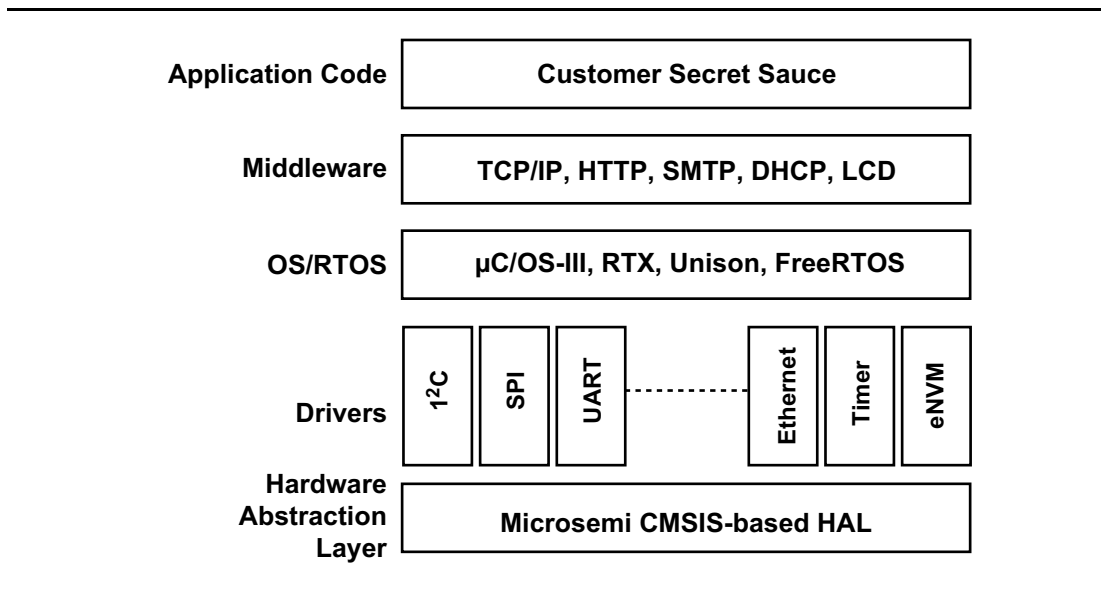 Application Code
Customer Secret Sauce
Middleware
TCP/IP, HTTP, SMTP, DHCP, LCD
OS/RTOS
µC/OS-III, RTX, Unison, FreeRTOS
Drivers
1²C
SPI
UART
Ethernet
Timer
eNVM
Hardware
Abstraction
Layer
Microsemi CMSIS-based HAL